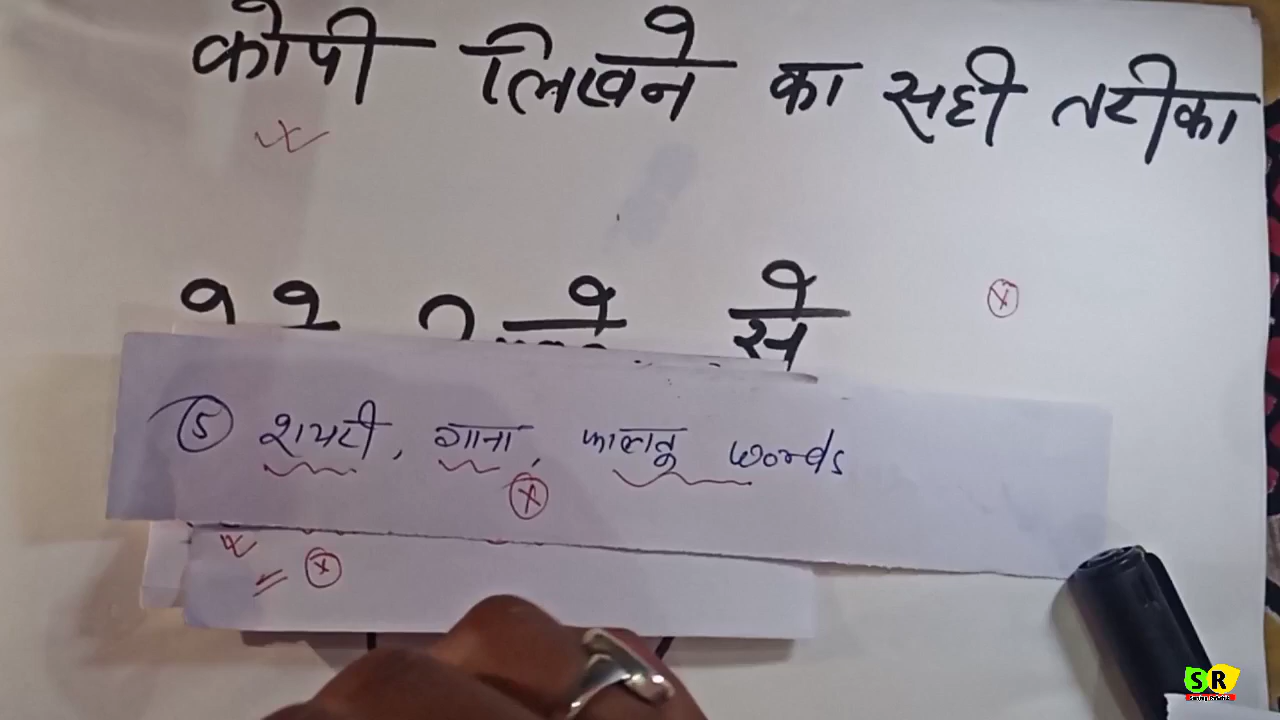 कोपी लिखने का सही तरीका
से
⑤ शायरी, गाना, फालतू words
SR